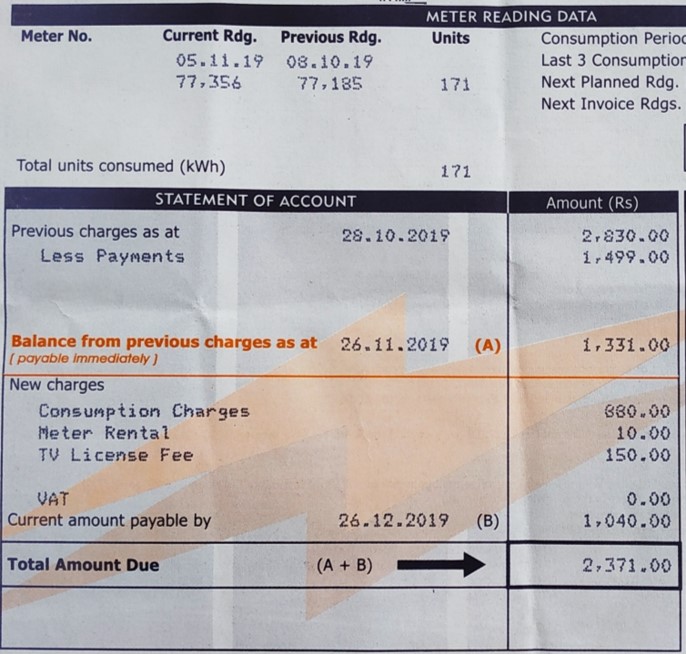 METER READING DATA
Meter No. Current Rdg. Previous Rdg. Units Consumption Perio
05.11.19 08.10.19 Last 3 Consumption
77,356 77,185 171 Next Planned Rdg.
Next Invoice Rdgs.
Total units consumed (kWh) 171
STATEMENT OF ACCOUNT Amount (Rs)
Previous charges as at 28.10.2019 2,830.00
Less Payments 1,499.00
Balance from previous charges as at 26.11.2019 (A) 1,331.00
( payable immediately )
New charges
Consumption Charges 880.00
Meter Rental 10.00
TV License Fee 150.00
VAT 0.00
Current amount payable by 26.12.2019 (B) 1,040.00
Total Amount Due (A + B) 2,371.00